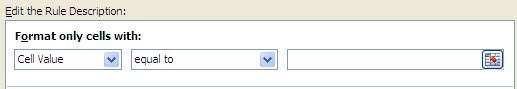 Edit the Rule Description:
Format only cells with:
Cell Value equal to